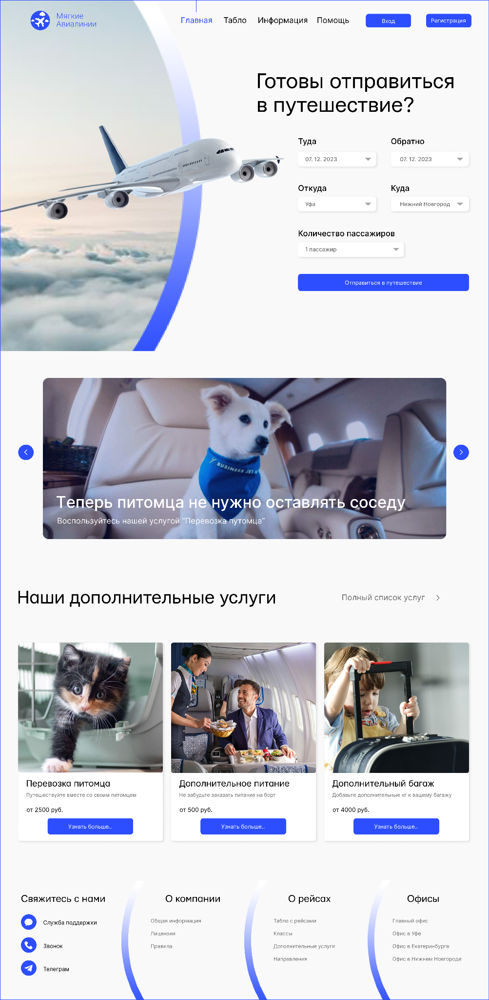 Мягкие
Авиалинии
Главная Табло Информация Помощь Вход Регистрация
Готовы отправиться
в путешествие?
Туда Обратно
07. 12. 2023 07. 12. 2023
Откуда Куда
Уфа Нижний Новгород
Количество пассажиров
1 пассажир
Отправиться в путешествие
BUSINESS JET
Теперь питомца не нужно оставлять соседу
Воспользуйтесь нашей услугой “Перевозка путомца”
Наши дополнительные услуги Полный список услуг
Перевозка питомца
Путешествуйте вместе со своим питомцем
от 2500 руб.
Узнать больше..
Дополнительное питание
Не забудьте заказать питание на борт
от 500 руб.
Узнать больше..
Дополнительный багаж
Добавьте дополнительные кг к вашему багажу
от 4000 руб.
Узнать больше..
Свяжитесь с нами
Служба поддержки
Звонок
Телеграм
О компании
Общая информация
Лицензии
Правила
О рейсах
Табло с рейсами
Классы
Дополнительные услуги
Направления
Офисы
Главный офис
Офис в Уфе
Офис в Екатеринбурге
Офис в Нижнем Новгороде